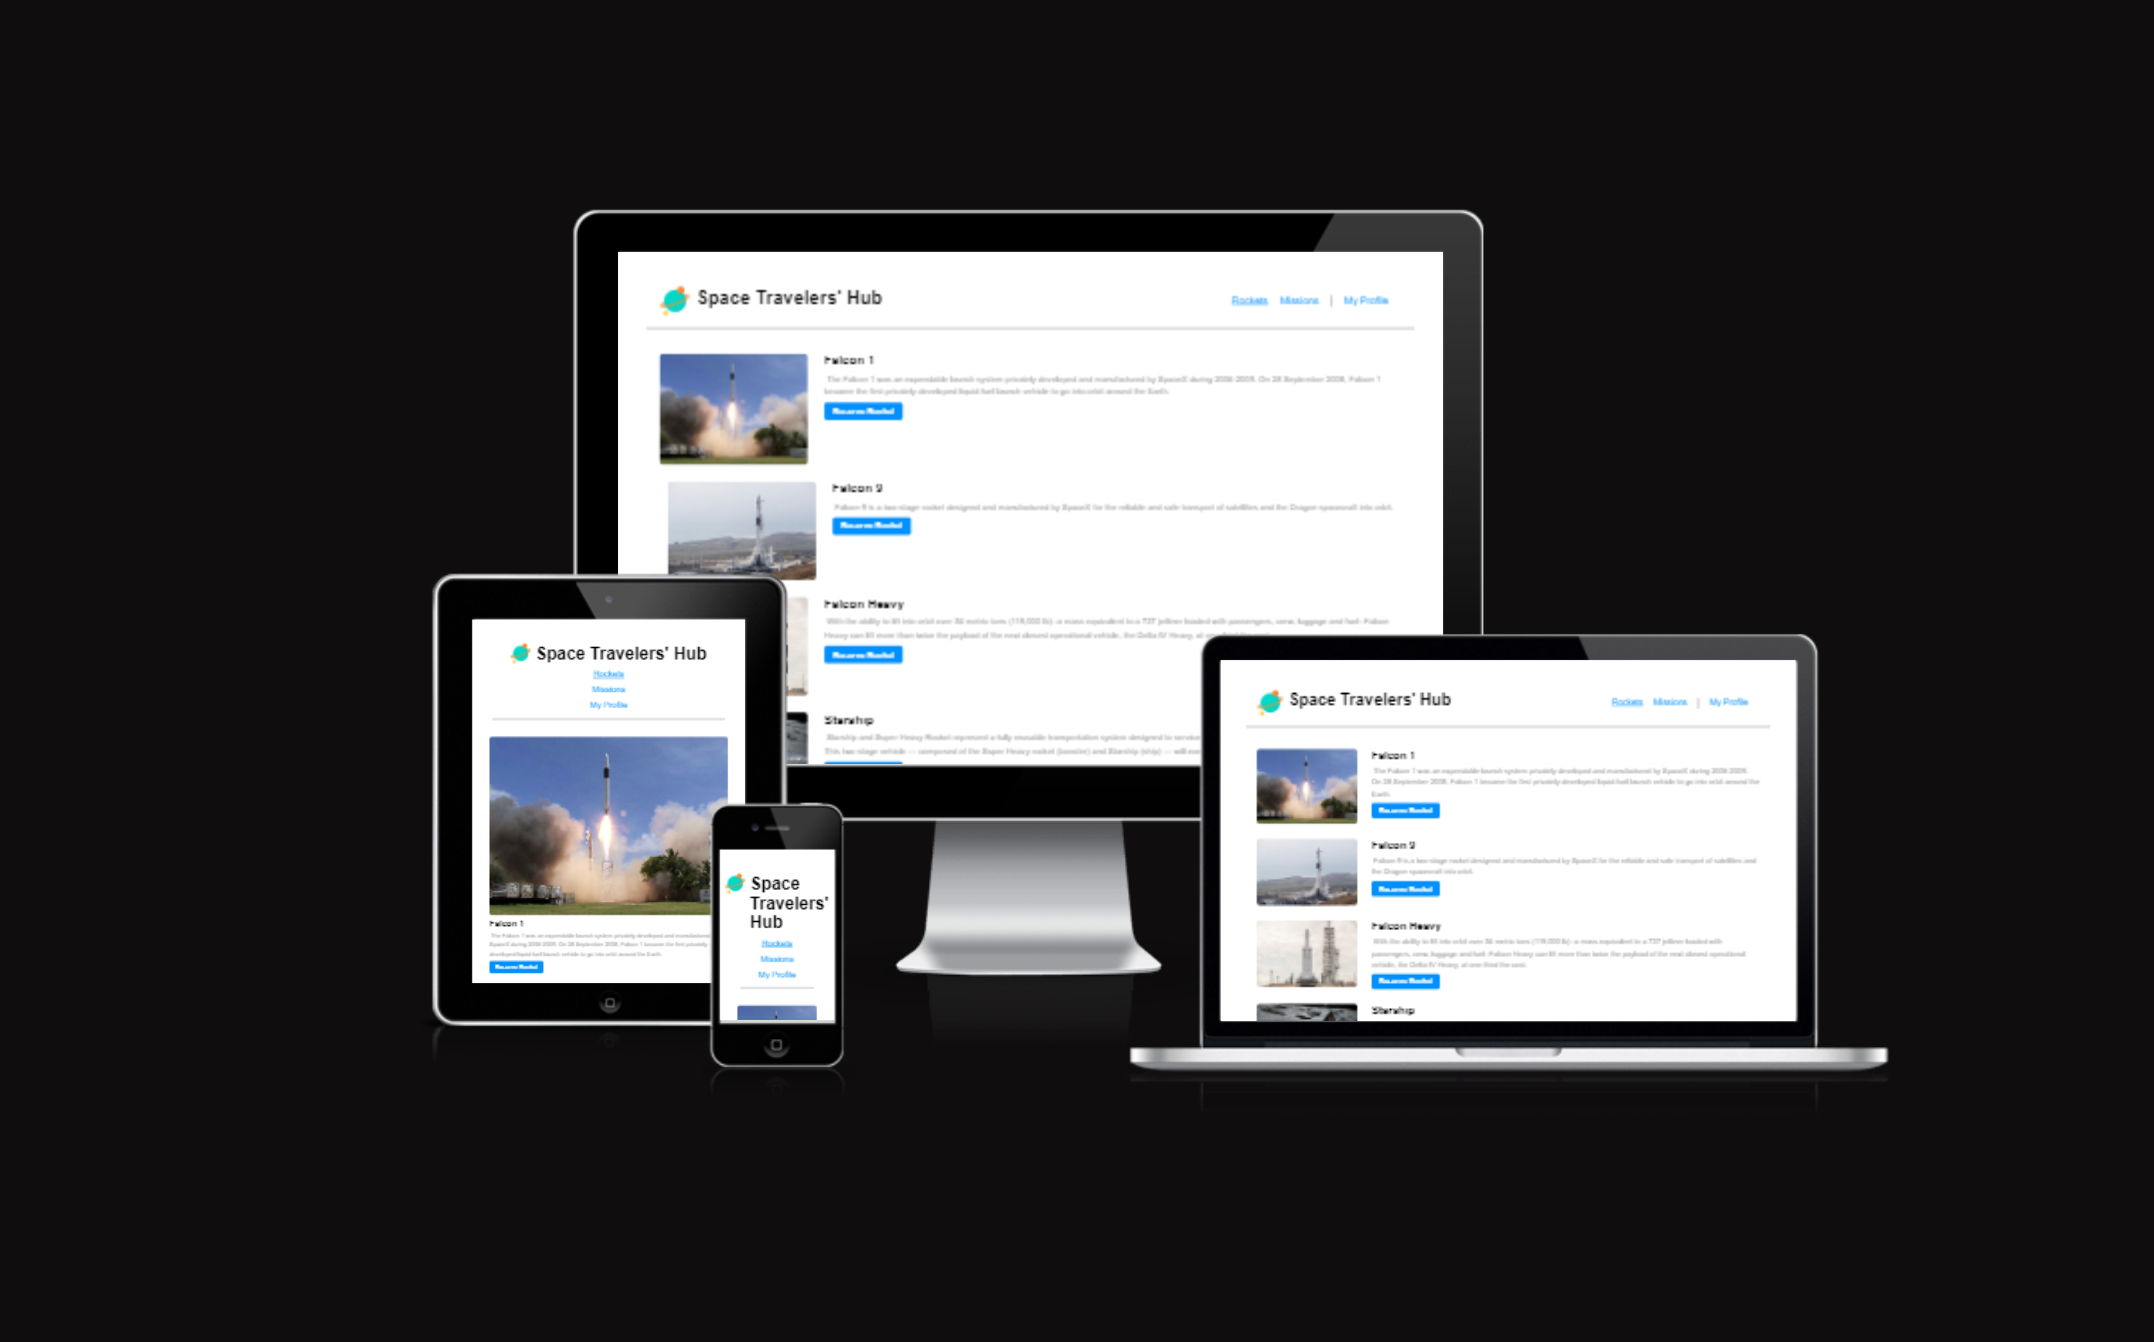 Space Travelers' Hub
Rockets Missions | My Profile
Falcon 1
The Falcon 1 was an expendable launch system privately developed and manufactured by SpaceX during 2006-2009. On 28 September 2008, Falcon 1
became the first privately-developed liquid-fuel launch vehicle to go into orbit around the Earth.
Reserve Rocket
Falcon 9
Falcon 9 is a two-stage rocket designed and manufactured by SpaceX for the reliable and safe transport of satellites and the Dragon spacecraft into orbit.
Reserve Rocket
Falcon Heavy
With the ability to lift into orbit over 54 metric tons (119,000 lb)--a mass equivalent to a 737 jetliner loaded with passengers, crew, luggage and fuel--Falcon
Heavy can lift more than twice the payload of the next closest operational vehicle, the Delta IV Heavy, at one-third the cost.
Reserve Rocket
Starship
Starship and Super Heavy Rocket represent a fully reusable transportation system designed to service
This two-stage vehicle — composed of the Super Heavy rocket (booster) and Starship (ship) — will
Space Travelers' Hub
Rockets
Missions
My Profile
Falcon 1
The Falcon 1 was an expendable launch system privately developed and manufactured
SpaceX during 2006-2009. On 28 September 2008, Falcon 1 became the first privately-
developed liquid-fuel launch vehicle to go into orbit around the Earth.
Reserve Rocket
Space
Travelers'
Hub
Rockets
Missions
My Profile
Space Travelers' Hub
Rockets Missions | My Profile
Falcon 1
The Falcon 1 was an expendable launch system privately developed and manufactured by SpaceX during 2006-2009.
On 28 September 2008, Falcon 1 became the first privately-developed liquid-fuel launch vehicle to go into orbit around the
Earth.
Reserve Rocket
Falcon 9
Falcon 9 is a two-stage rocket designed and manufactured by SpaceX for the reliable and safe transport of satellites and
the Dragon spacecraft into orbit.
Reserve Rocket
Falcon Heavy
With the ability to lift into orbit over 54 metric tons (119,000 lb)--a mass equivalent to a 737 jetliner loaded with
passengers, crew, luggage and fuel--Falcon Heavy can lift more than twice the payload of the next closest operational
vehicle, the Delta IV Heavy, at one-third the cost.
Reserve Rocket
Starship